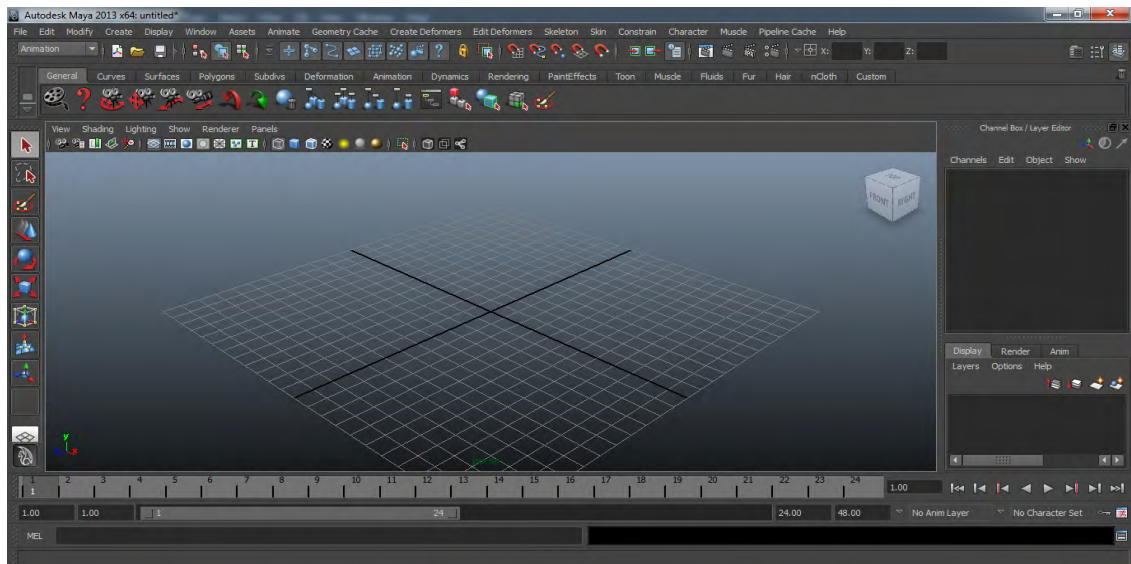 Autodesk Maya 2013 x64: untitled*
File Edit Modify Create Display Window Assets Animate Geometry Cache Create Deformers Edit Deformers Skeleton Skin Constrain Character Muscle Pipeline Cache Help
Animation X: Y: Z:
General Curves Surfaces Polygons Subdivs Deformation Animation Dynamics Rendering PaintEffects Toon Muscle Fluids Fur Hair nCloth Custom
View Shading Lighting Show Renderer Panels
Channel Box / Layer Editor
Channels Edit Object Show
TOP
FRONT RIGHT
Display Render Anim
Layers Options Help
y
x
persp
1 2 3 4 5 6 7 8 9 10 11 12 13 14 15 16 17 18 19 20 21 22 23 24
1 1.00
1.00 1.00 1 24 24.00 48.00 No Anim Layer No Character Set
MEL